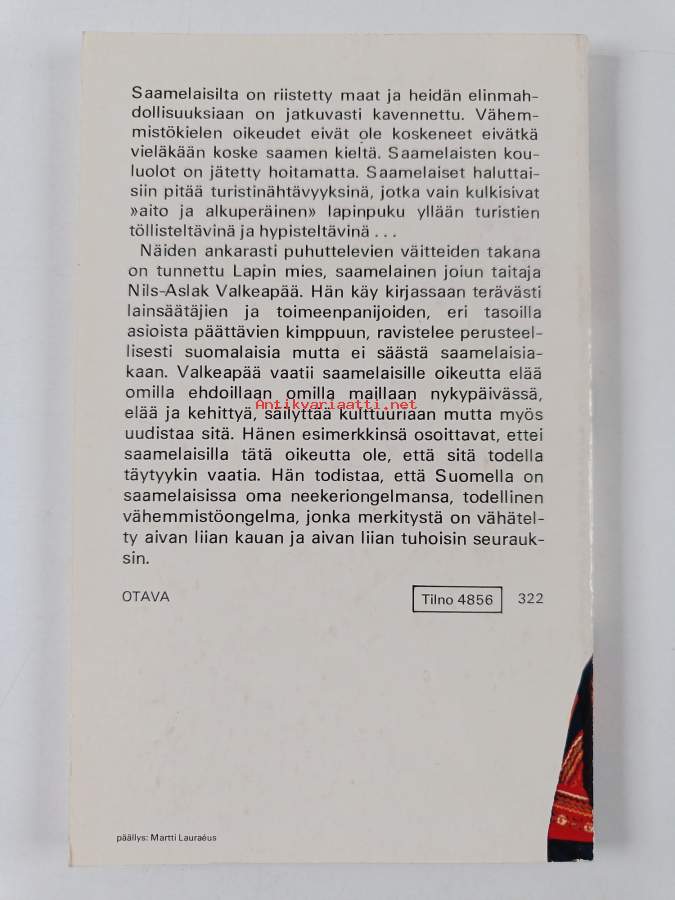 Saamelaisilta on riistetty maat ja heidän elinmah-
dollisuuksiaan on jatkuvasti kavennettu. Vähem-
mistökielen oikeudet eivät ole koskeneet eivätkä
vieläkään koske saamen kieltä. Saamelaisten kou-
luolot on jätetty hoitamatta. Saamelaiset haluttai-
siin pitää turistinähtävyyksinä, jotka vain kulkisivat
»aito ja alkuperäinen» lapinpuku yllään turistien
töllisteltävinä ja hypisteltävinä . . .
Näiden ankarasti puhuttelevien väitteiden takana
on tunnettu Lapin mies, saamelainen joiun taitaja
Nils-Aslak Valkeapää. Hän käy kirjassaan terävästi
lainsäätäjien ja toimeenpanijoiden, eri tasoilla
asioista päättävien kimppuun, ravistelee perusteel-
lisesti suomalaisia mutta ei säästä saamelaisia-
kaan. Valkeapää vaatii saamelaisille oikeutta elää
omilla ehdoillaan omilla maillaan nykypäivässä,
Antikvariaatti.net
elää ja kehittyä, säilyttää kulttuuriaan mutta myös
uudistaa sitä. Hänen esimerkkinsä osoittavat, ettei
saamelaisilla tätä oikeutta ole, että sitä todella
täytyykin vaatia. Hän todistaa, että Suomella on
saamelaisissa oma neekeriongelmansa, todellinen
vähemmistöongelma, jonka merkitystä on vähätel-
ty aivan liian kauan ja aivan liian tuhoisin seurauk-
sin.
OTAVA Tilno 4856 322
päällys: Martti Lauraéus